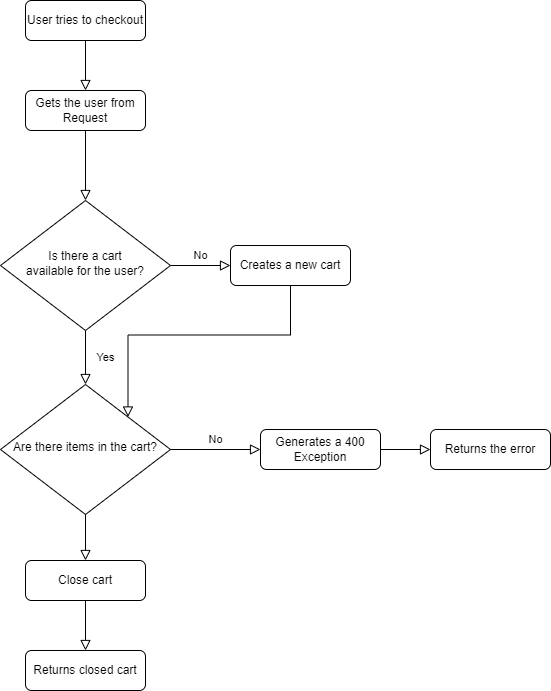 User tries to checkout
Gets the user from
Request
Is there a cart
available for the user?
No
Creates a new cart
Yes
Are there items in the cart?
No
Generates a 400
Exception
Returns the error
Close cart
Returns closed cart